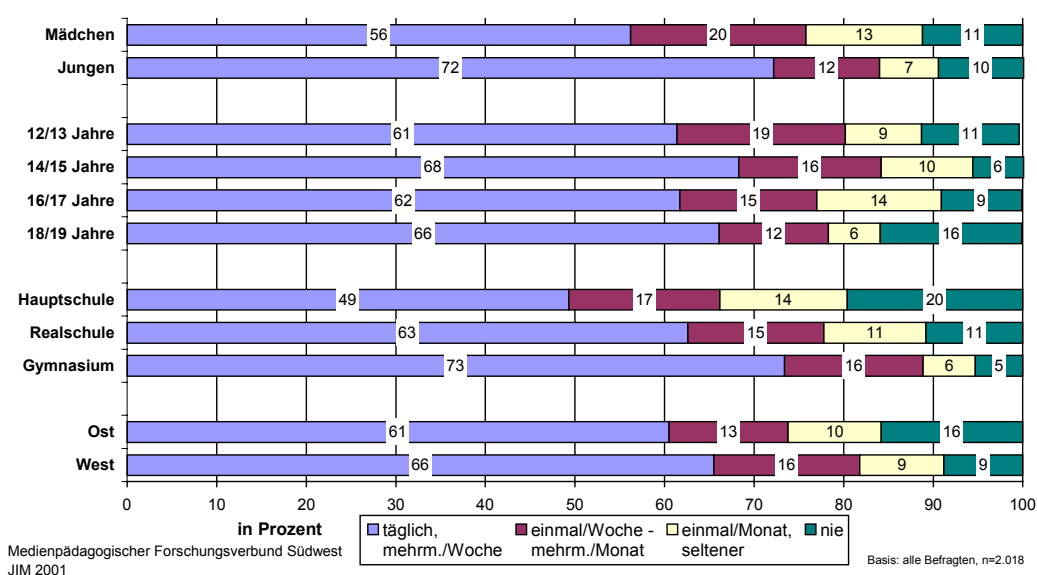 Mädchen 56 20 13 11
Jungen 72 12 7 10
12/13 Jahre 61 19 9 11
14/15 Jahre 68 16 10 6
16/17 Jahre 62 15 14 9
18/19 Jahre 66 12 6 16
Hauptschule 49 17 14 20
Realschule 63 15 11 11
Gymnasium 73 16 6 5
Ost 61 13 10 16
West 66 16 9 9
0 10 20 30 40 50 60 70 80 90 100
in Prozent
täglich,
mehrm./Woche
einmal/Woche -
mehrm./Monat
einmal/Monat,
seltener
nie
Medienpädagogischer Forschungsverbund Südwest
JIM 2001
Basis: alle Befragten, n=2.018